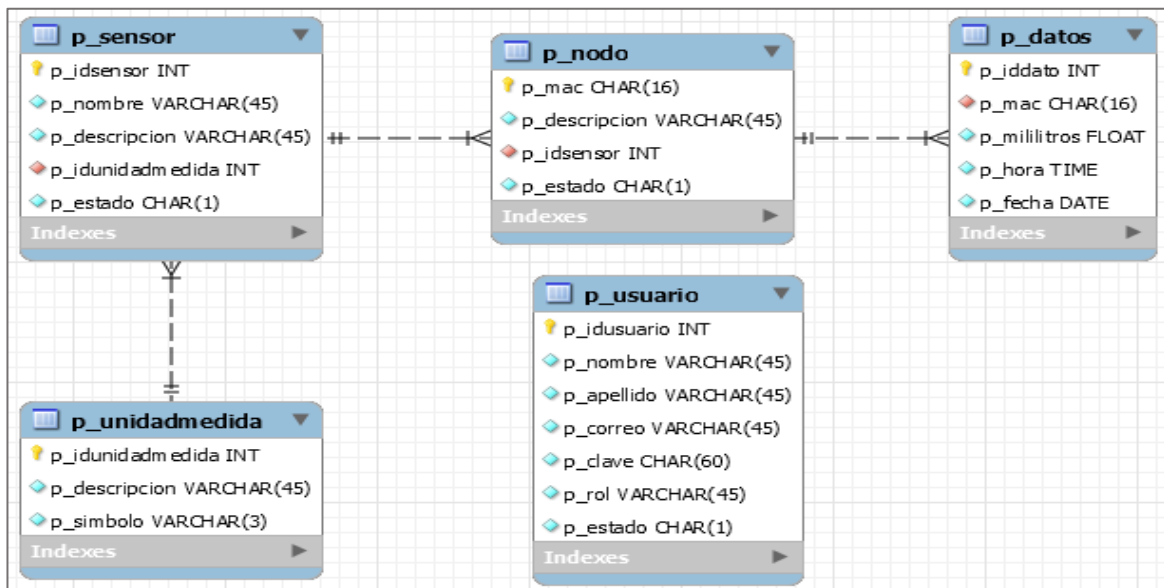 p_sensor
p_idsensor INT
p_nombre VARCHAR(45)
p_descripcion VARCHAR(45)
p_idunidadmedida INT
p_estado CHAR(1)
Indexes
p_nodo
p_mac CHAR(16)
p_descripcion VARCHAR(45)
p_idsensor INT
p_estado CHAR(1)
Indexes
p_datos
p_iddato INT
p_mac CHAR(16)
p_mililitros FLOAT
p_hora TIME
p_fecha DATE
Indexes
p_unidadmedida
p_idunidadmedida INT
p_descripcion VARCHAR(45)
p_simbolo VARCHAR(3)
Indexes
p_usuario
p_idusuario INT
p_nombre VARCHAR(45)
p_apellido VARCHAR(45)
p_correo VARCHAR(45)
p_clave CHAR(60)
p_rol VARCHAR(45)
p_estado CHAR(1)
Indexes